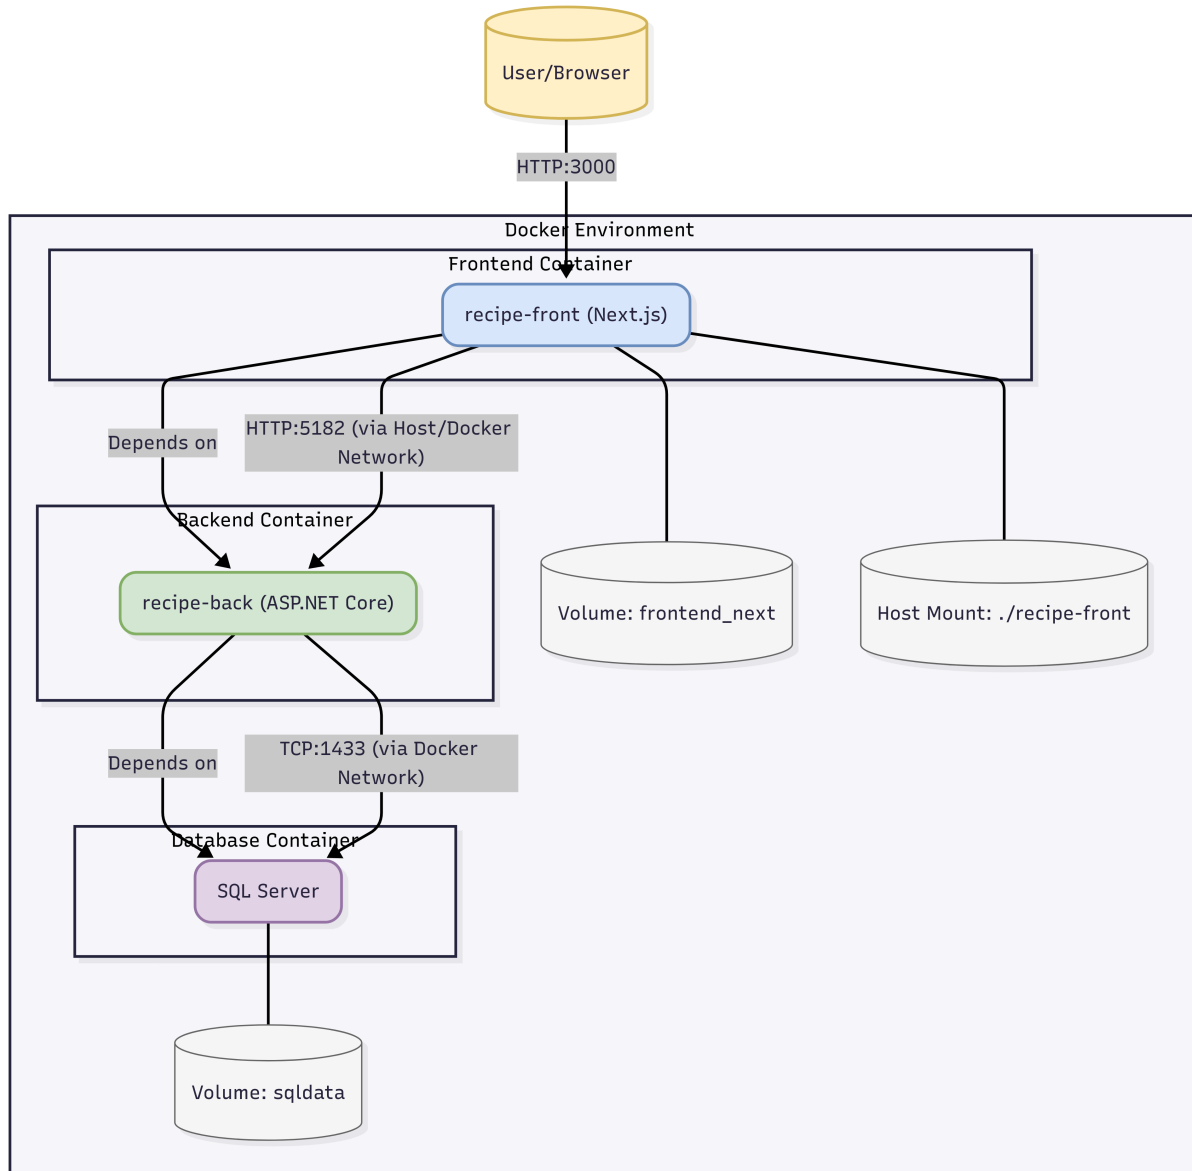 User/Browser
HTTP:3000
Docker Environment
Frontend Container
recipe-front (Next.js)
Depends on
HTTP:5182 (via Host/Docker
Network)
Backend Container
recipe-back (ASP.NET Core)
Volume: frontend_next
Host Mount: ./recipe-front
Depends on
TCP:1433 (via Docker
Network)
Database Container
SQL Server
Volume: sqldata